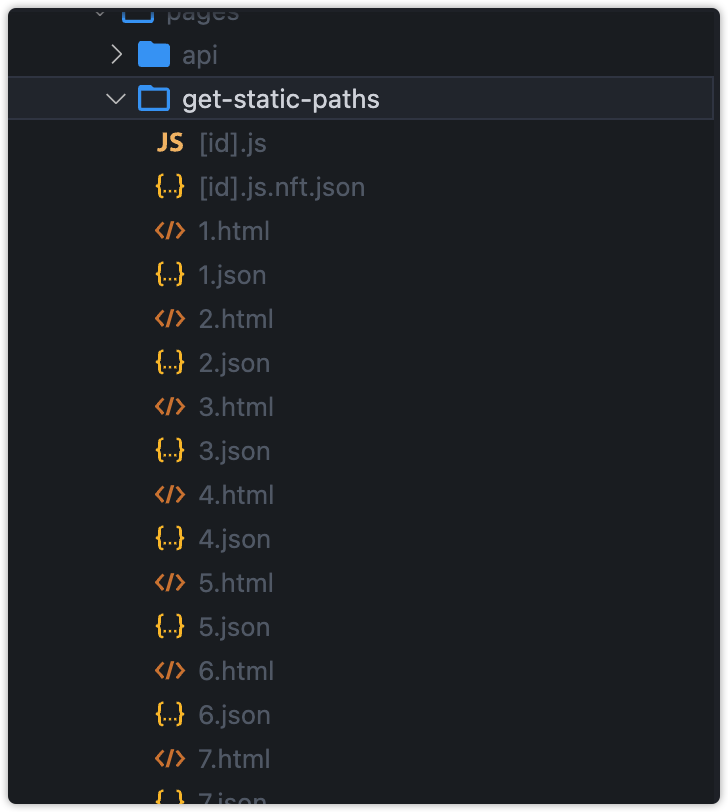 pages
api
get-static-paths
JS [id].js
{...} [id].js.nft.json
</> 1.html
{...} 1.json
</> 2.html
{...} 2.json
</> 3.html
{...} 3.json
</> 4.html
{...} 4.json
</> 5.html
{...} 5.json
</> 6.html
{...} 6.json
</> 7.html
{...} 7.json